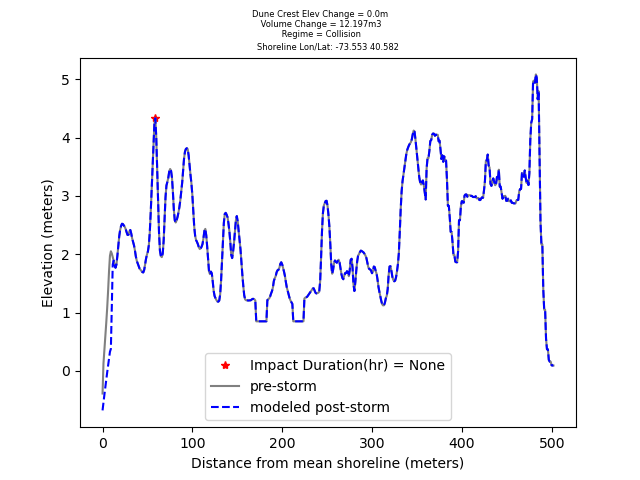 Dune Crest Elev Change = 0.0m
Volume Change = 12.197m3
Regime = Collision
Shoreline Lon/Lat: -73.553 40.582
5
4
3
2
1
0
Elevation (meters)
Impact Duration(hr) = None
pre-storm
modeled post-storm
0 100 200 300 400 500
Distance from mean shoreline (meters)